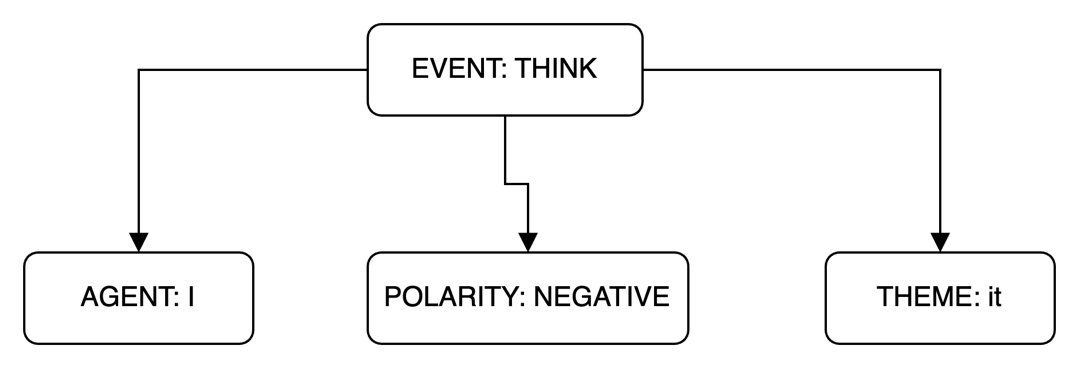 EVENT: THINK
AGENT: I
POLARITY: NEGATIVE
THEME: it